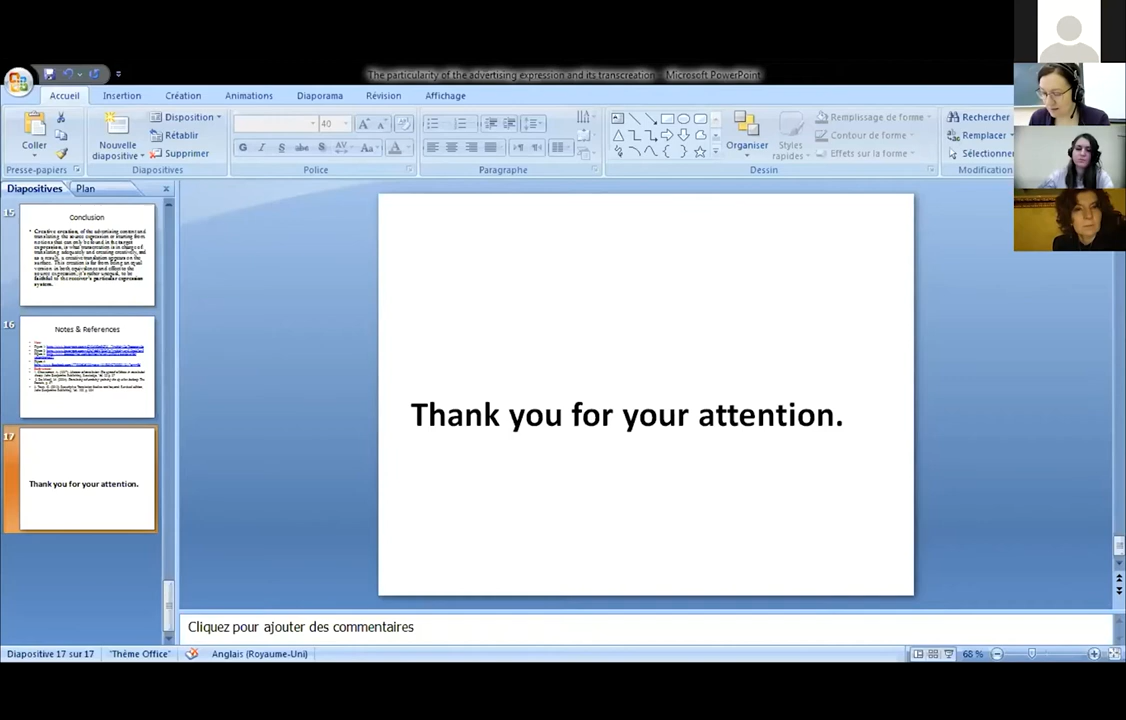 The particularity of the advertising expression and its transcreation - Microsoft PowerPoint
Accueil
Insertion
Création
Animations
Diaporama
Révision
Affichage
Coller
Presse-papiers
Nouvelle
diapositive
Disposition
Rétablir
Supprimer
Diapositives
40
Police
Paragraphe
Organiser
Styles
rapides
Remplissage de forme
Contour de forme
Effets sur la forme
Dessin
Rechercher
Remplacer
Sélectionner
Modification
Diapositives
Plan
15
Conclusion
16
Notes & References
17
Thank you for your attention.
Thank you for your attention.
Cliquez pour ajouter des commentaires
Diapositive 17 sur 17
"Thème Office"
Anglais (Royaume-Uni)
68 %